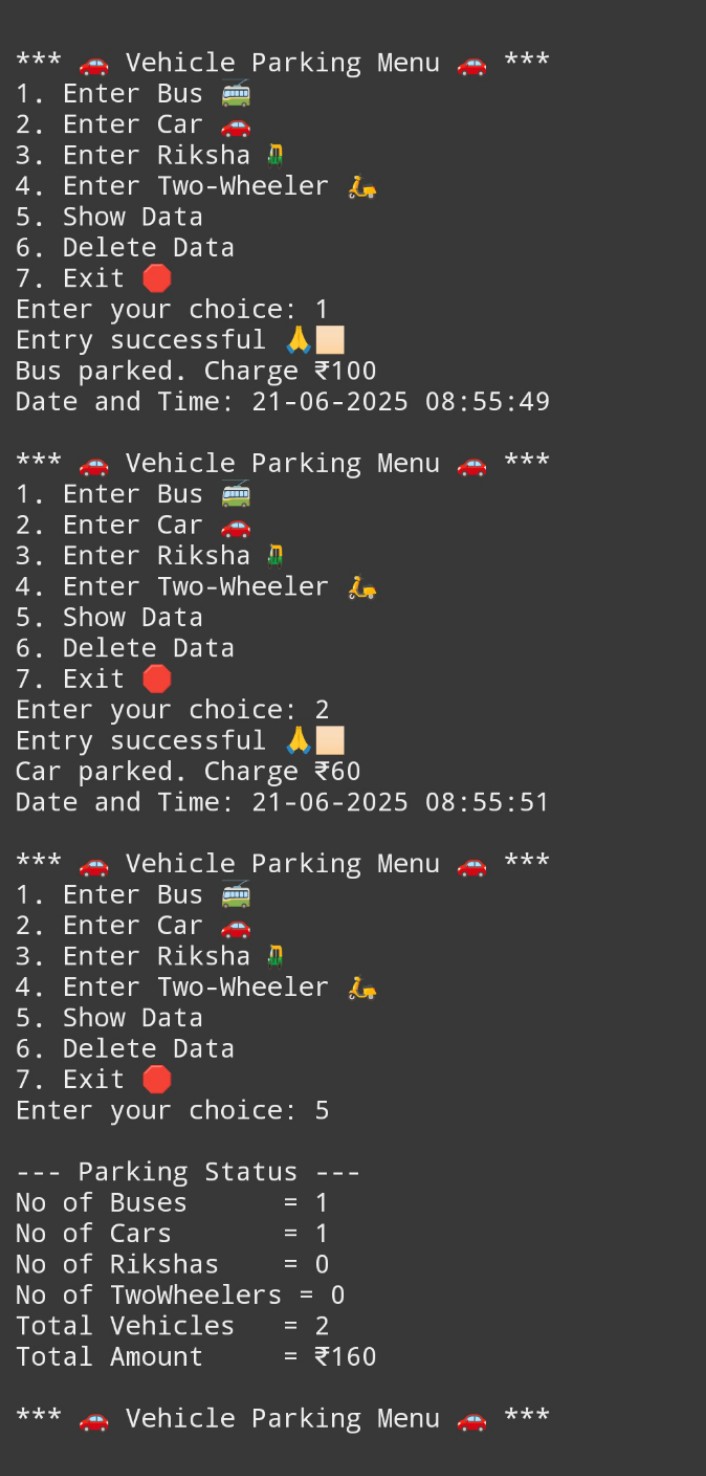 *** 🚗 Vehicle Parking Menu 🚗 ***
1. Enter Bus 🚎
2. Enter Car 🚗
3. Enter Riksha 🛺
4. Enter Two-Wheeler 🛵
5. Show Data
6. Delete Data
7. Exit 🛑
Enter your choice: 1
Entry successful 🙏🏻
Bus parked. Charge ₹100
Date and Time: 21-06-2025 08:55:49
*** 🚗 Vehicle Parking Menu 🚗 ***
1. Enter Bus 🚎
2. Enter Car 🚗
3. Enter Riksha 🛺
4. Enter Two-Wheeler 🛵
5. Show Data
6. Delete Data
7. Exit 🛑
Enter your choice: 2
Entry successful 🙏🏻
Car parked. Charge ₹60
Date and Time: 21-06-2025 08:55:51
*** 🚗 Vehicle Parking Menu 🚗 ***
1. Enter Bus 🚎
2. Enter Car 🚗
3. Enter Riksha 🛺
4. Enter Two-Wheeler 🛵
5. Show Data
6. Delete Data
7. Exit 🛑
Enter your choice: 5
--- Parking Status ---
No of Buses      = 1
No of Cars       = 1
No of Rikshas    = 0
No of TwoWheelers = 0
Total Vehicles   = 2
Total Amount     = ₹160
*** 🚗 Vehicle Parking Menu 🚗 ***